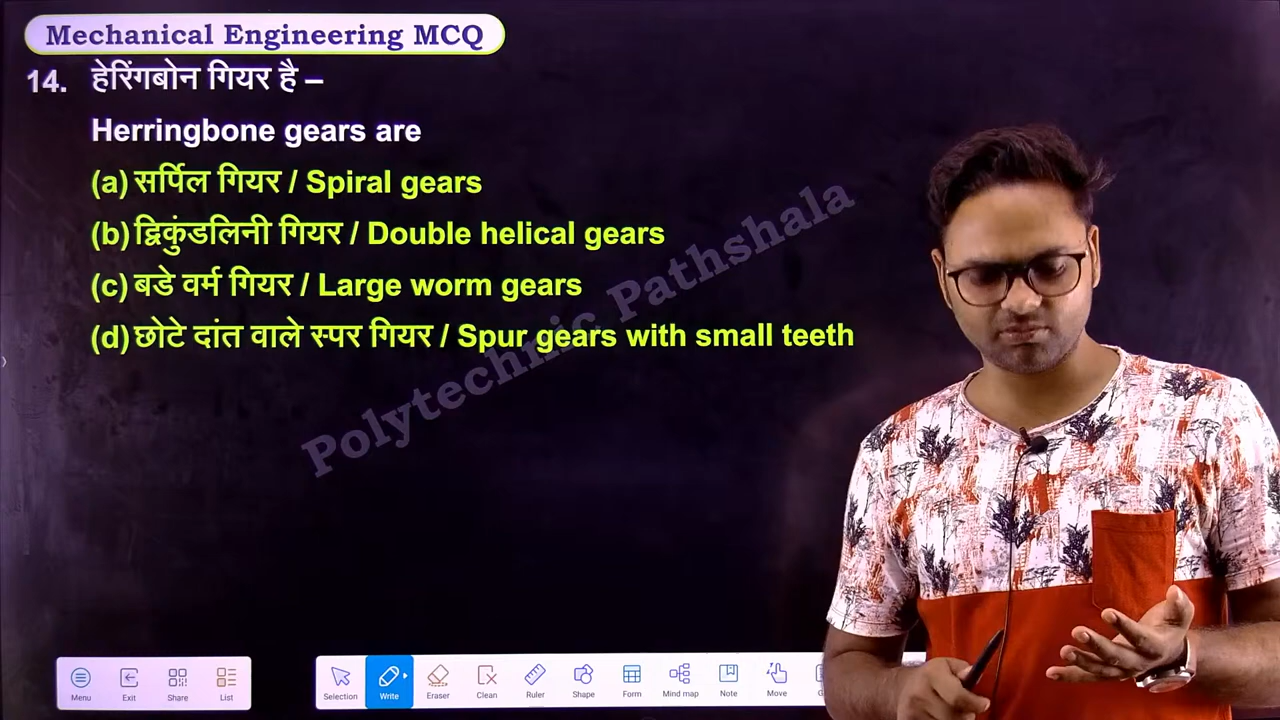 Mechanical Engineering MCQ
14. हेरिंगबोन गियर है –
Herringbone gears are
(a) सर्पिल गियर / Spiral gears
(b) द्विकुंडलिनी गियर / Double helical gears
(c) बडे वर्म गियर / Large worm gears
(d) छोटे दांत वाले स्पर गियर / Spur gears with small teeth
Polytechnic Pathshala
Menu Exit Share List Selection Write Eraser Clean Ruler Shape Form Mind map Note Move